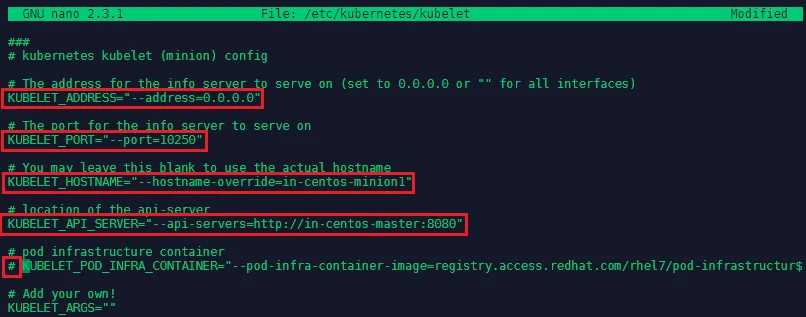 GNU nano 2.3.1 File: /etc/kubernetes/kubelet Modified
###
# kubernetes kubelet (minion) config
# The address for the info server to serve on (set to 0.0.0.0 or "" for all interfaces)
KUBELET_ADDRESS="--address=0.0.0.0"
# The port for the info server to serve on
KUBELET_PORT="--port=10250"
# You may leave this blank to use the actual hostname
KUBELET_HOSTNAME="--hostname-override=in-centos-minion1"
# location of the api-server
KUBELET_API_SERVER="--api-servers=http://in-centos-master:8080"
# pod infrastructure container
# KUBELET_POD_INFRA_CONTAINER="--pod-infra-container-image=registry.access.redhat.com/rhel7/pod-infrastructur$
# Add your own!
KUBELET_ARGS=""